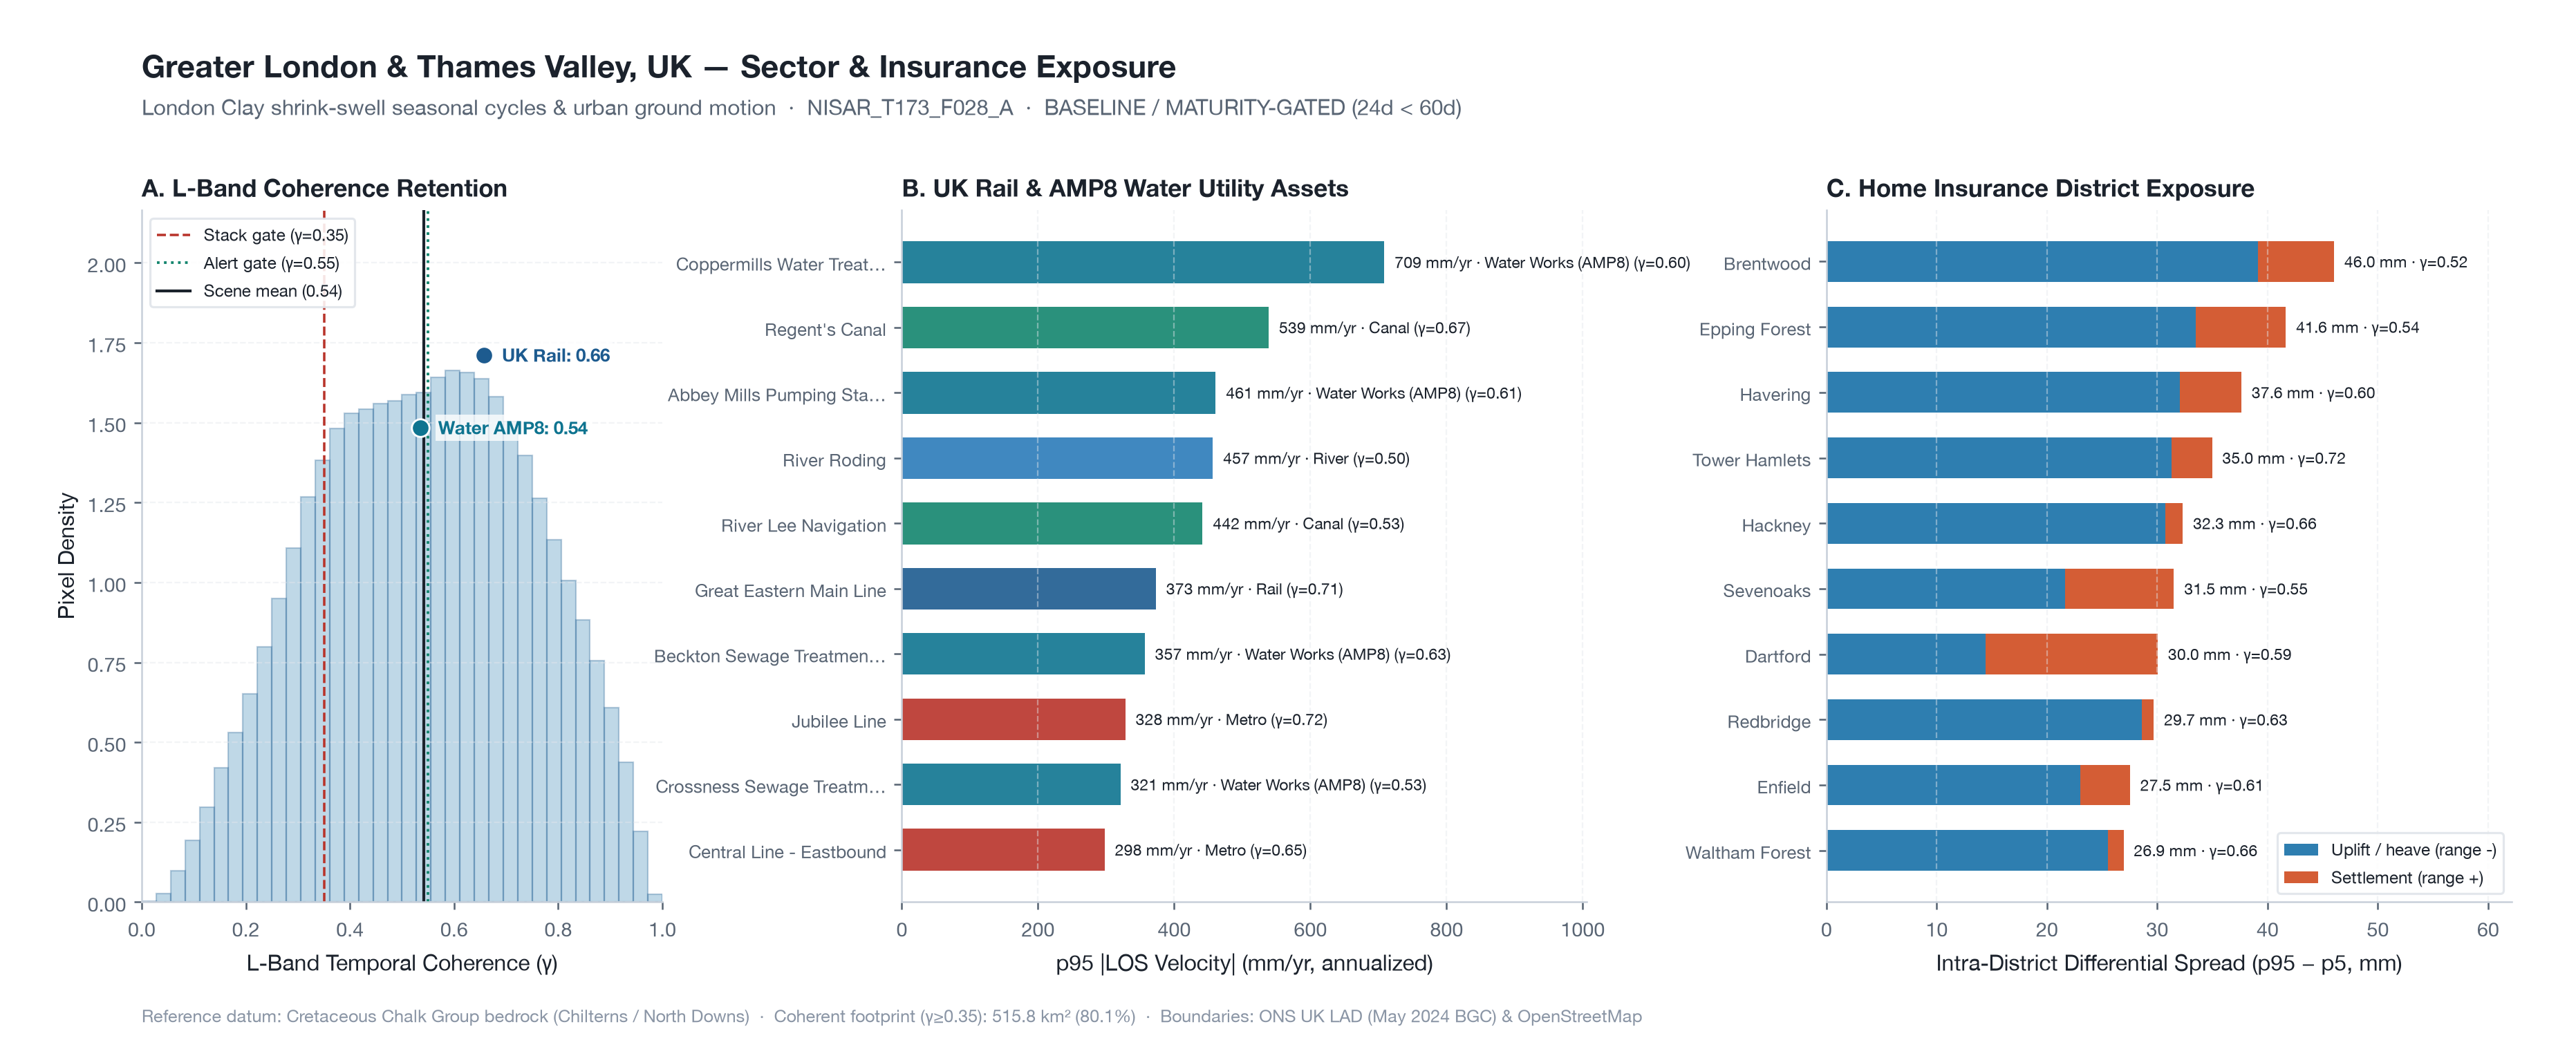 Greater London & Thames Valley, UK — Sector & Insurance Exposure
London Clay shrink-swell seasonal cycles & urban ground motion · NISAR_T173_F028_A · BASELINE / MATURITY-GATED (24d < 60d)
A. L-Band Coherence Retention
Stack gate (γ=0.35)
Alert gate (γ=0.55)
Scene mean (0.54)
UK Rail: 0.66
Water AMP8: 0.54
Pixel Density
2.00
1.75
1.50
1.25
1.00
0.75
0.50
0.25
0.00
0.0 0.2 0.4 0.6 0.8 1.0
L-Band Temporal Coherence (γ)
B. UK Rail & AMP8 Water Utility Assets
Coppermills Water Treat… 709 mm/yr · Water Works (AMP8) (γ=0.60)
Regent's Canal 539 mm/yr · Canal (γ=0.67)
Abbey Mills Pumping Sta… 461 mm/yr · Water Works (AMP8) (γ=0.61)
River Roding 457 mm/yr · River (γ=0.50)
River Lee Navigation 442 mm/yr · Canal (γ=0.53)
Great Eastern Main Line 373 mm/yr · Rail (γ=0.71)
Beckton Sewage Treatmen… 357 mm/yr · Water Works (AMP8) (γ=0.63)
Jubilee Line 328 mm/yr · Metro (γ=0.72)
Crossness Sewage Treatm… 321 mm/yr · Water Works (AMP8) (γ=0.53)
Central Line - Eastbound 298 mm/yr · Metro (γ=0.65)
0 200 400 600 800 1000
p95 |LOS Velocity| (mm/yr, annualized)
C. Home Insurance District Exposure
Brentwood 46.0 mm · γ=0.52
Epping Forest 41.6 mm · γ=0.54
Havering 37.6 mm · γ=0.60
Tower Hamlets 35.0 mm · γ=0.72
Hackney 32.3 mm · γ=0.66
Sevenoaks 31.5 mm · γ=0.55
Dartford 30.0 mm · γ=0.59
Redbridge 29.7 mm · γ=0.63
Enfield 27.5 mm · γ=0.61
Waltham Forest 26.9 mm · γ=0.66
Uplift / heave (range -)
Settlement (range +)
0 10 20 30 40 50 60
Intra-District Differential Spread (p95 − p5, mm)
Reference datum: Cretaceous Chalk Group bedrock (Chilterns / North Downs) · Coherent footprint (γ≥0.35): 515.8 km² (80.1%) · Boundaries: ONS UK LAD (May 2024 BGC) & OpenStreetMap